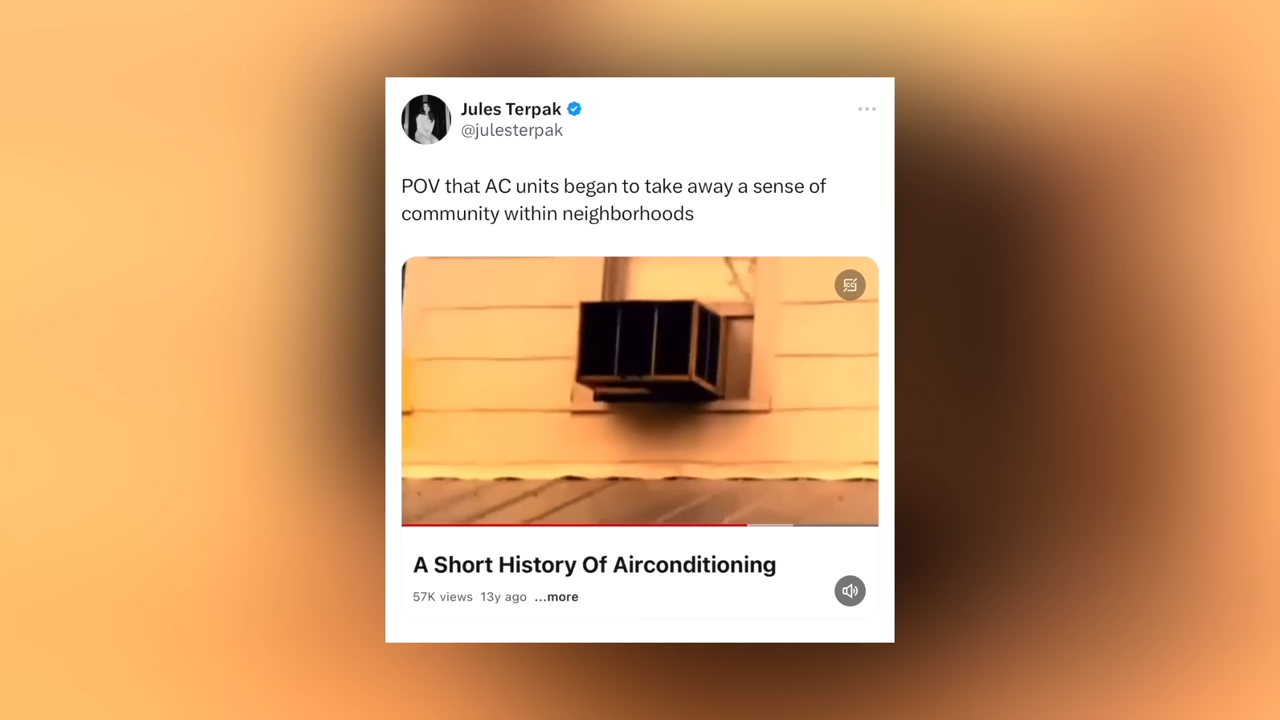 Jules Terpak
@julesterpak
POV that AC units began to take away a sense of
community within neighborhoods
A Short History Of Airconditioning
57K views 13y ago ...more